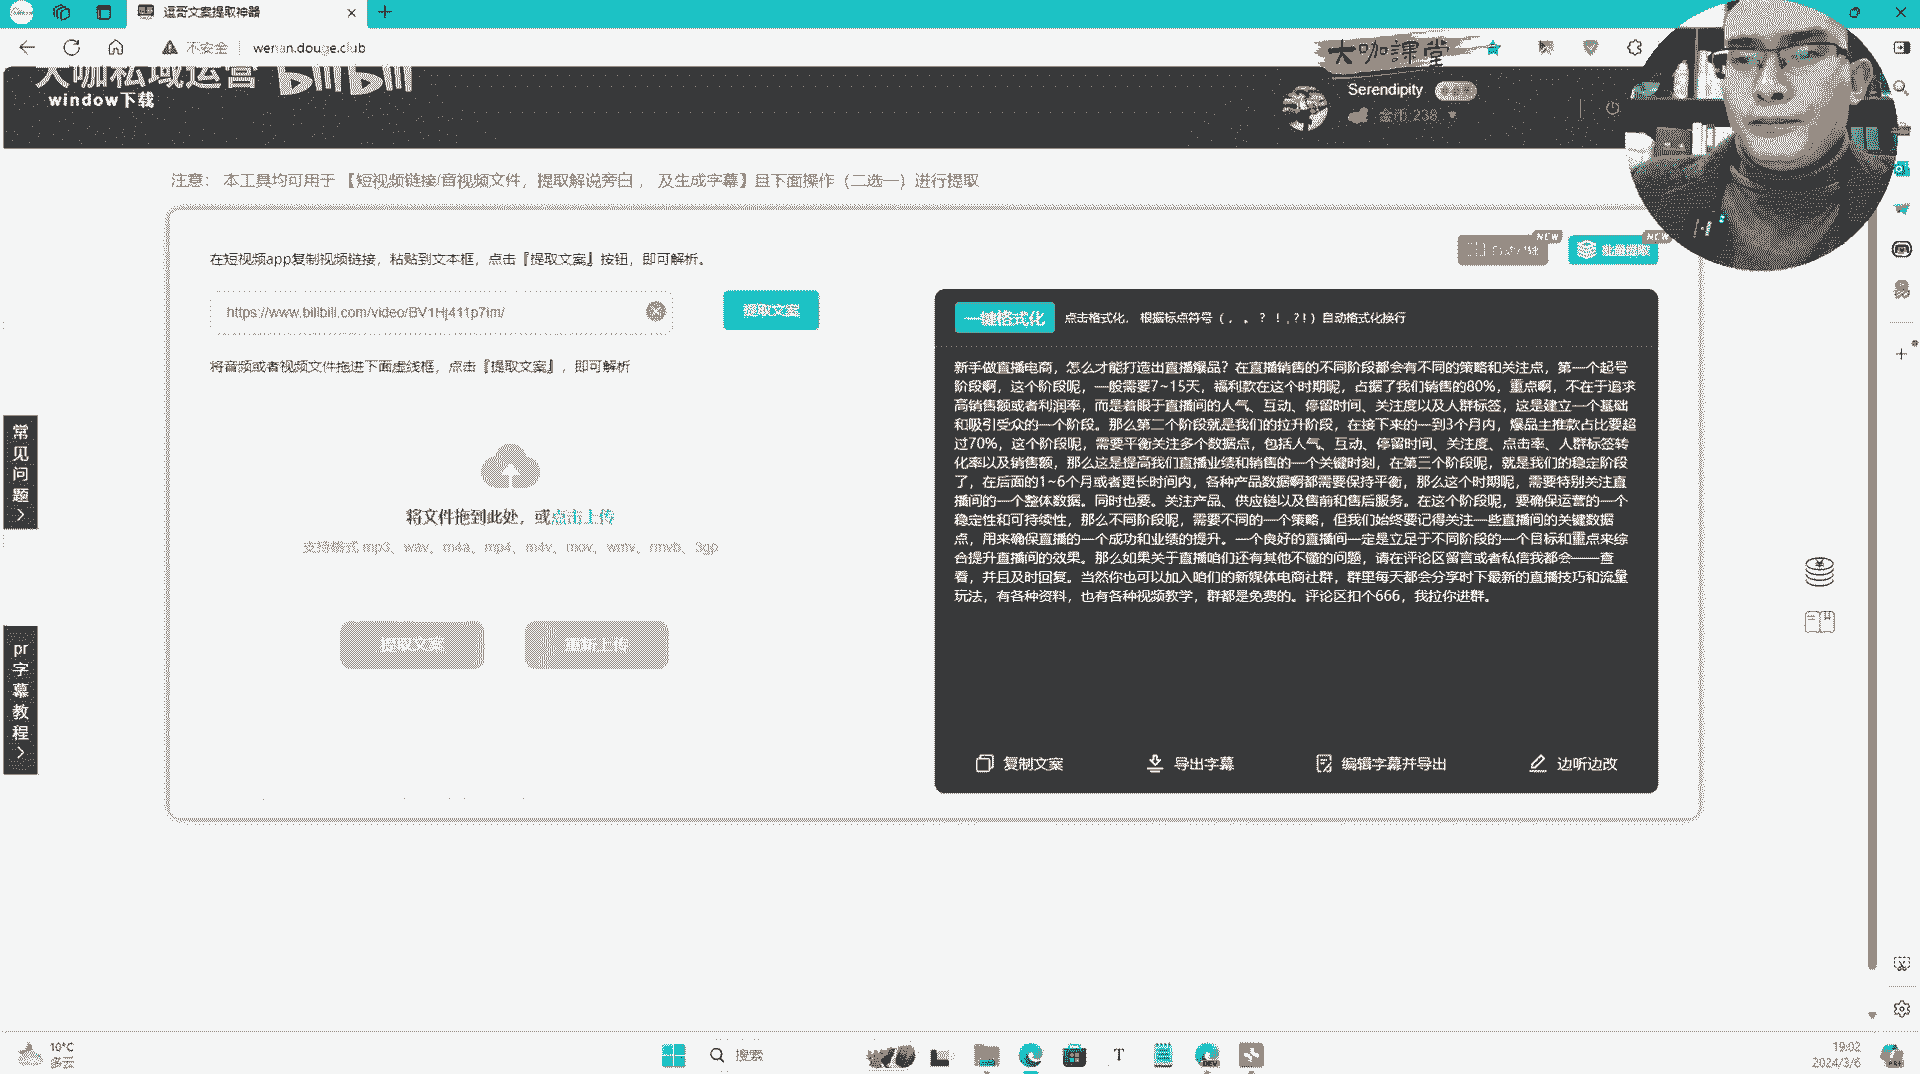 逗哥文案提取神器
不安全
wenan.douge.club
大咖課堂
大咖私域运营 bilibili
window下载
Serendipity
金币 238
注意： 本工具均可用于 【短视频链接/音视频文件，提取解说旁白 ， 及生成字幕】且下面操作（二选一）进行提取
在短视频app复制视频链接，粘贴到文本框，点击『提取文案』按钮，即可解析。
NEW
NEW
批量提取
https://www.bilibili.com/video/BV1Hj411p7im/
提取文案
一键格式化
点击格式化， 根据标点符号（ ， 。 ？ ！ , ? ! ）自动格式化换行
将音频或者视频文件拖进下面虚线框，点击『提取文案』，即可解析
新手做直播电商，怎么才能打造出直播爆品？在直播销售的不同阶段都会有不同的策略和关注点，第一个起号
阶段啊，这个阶段呢，一般需要7~15天，福利款在这个时期呢，占据了我们销售的80%，重点啊，不在于追求
高销售额或者利润率，而是着眼于直播间的人气、互动、停留时间、关注度以及人群标签，这是建立一个基础
和吸引受众的一个阶段。那么第二个阶段就是我们的拉升阶段，在接下来的一到3个月内，爆品主推款占比要超
过70%，这个阶段呢，需要平衡关注多个数据点，包括人气、互动、停留时间、关注度、点击率、人群标签转
化率以及销售额，那么这是提高我们直播业绩和销售的一个关键时刻，在第三个阶段呢，就是我们的稳定阶段
了，在后面的1~6个月或者更长时间内，各种产品数据啊都需要保持平衡，那么这个时期呢，需要特别关注直
播间的一个整体数据。同时也要。关注产品、供应链以及售前和售后服务。在这个阶段呢，要确保运营的一个
稳定性和可持续性，那么不同阶段呢，需要不同的一个策略，但我们始终要记得关注一些直播间的关键数据
点，用来确保直播的一个成功和业绩的提升。一个良好的直播间一定是立足于不同阶段的一个目标和重点来综
合提升直播间的效果。那么如果关于直播咱们还有其他不懂的问题，请在评论区留言或者私信我都会一一查
看，并且及时回复。当然你也可以加入咱们的新媒体电商社群，群里每天都会分享时下最新的直播技巧和流量
玩法，有各种资料，也有各种视频教学，群都是免费的。评论区扣个666，我拉你进群。
将文件拖到此处，或点击上传
支持格式 mp3、wav、m4a、mp4、m4v、mov、wmv、rmvb、3gp
提取文案
重新上传
复制文案
导出字幕
编辑字幕并导出
边听边改
常见问题
pr字幕教程
10°C
多云
搜索
19:02
2024/3/6